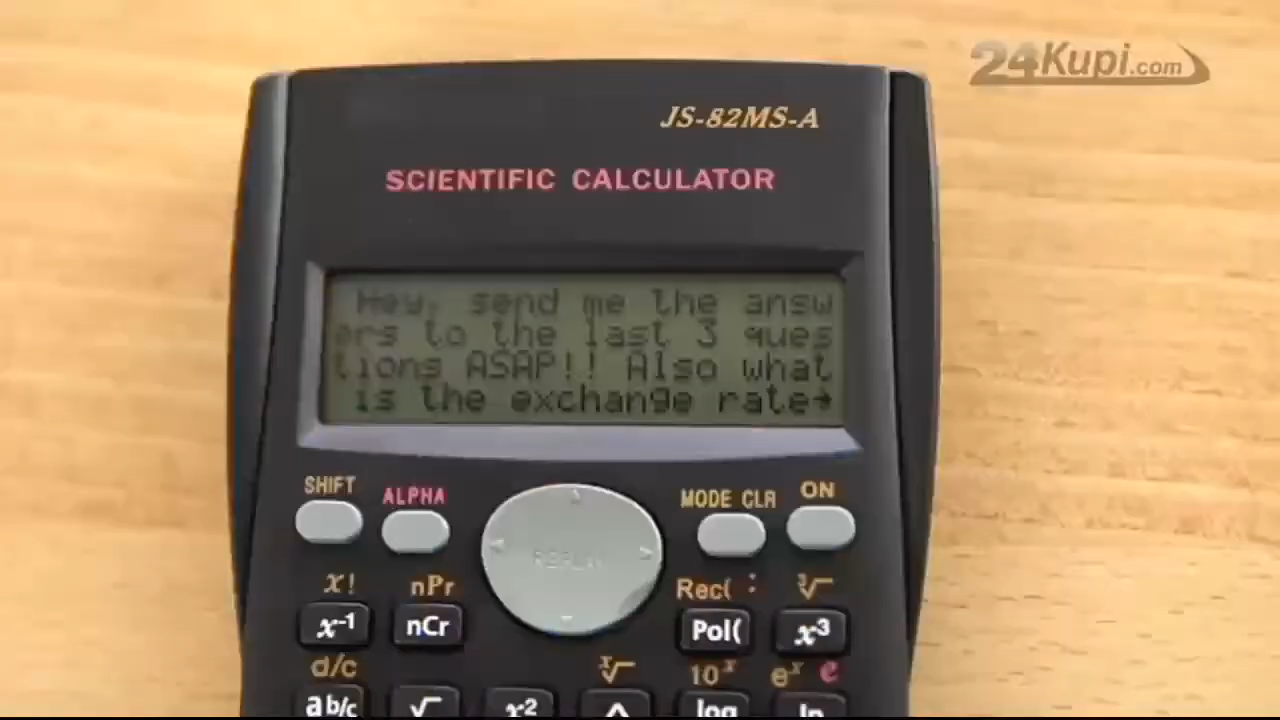 24Kupi.com
JS-82MS-A
SCIENTIFIC CALCULATOR
Hey, send me the answ
ers to the last 3 ques
tions ASAP!! Also what
is the exchange rate→
SHIFT
ALPHA
MODE CLR
ON
REPLAY
x! nPr Rec( : ³√
x⁻¹ nCr Pol( x³
d/c ˣ√ 10ˣ eˣ e
ab/c √ x² ^ log ln